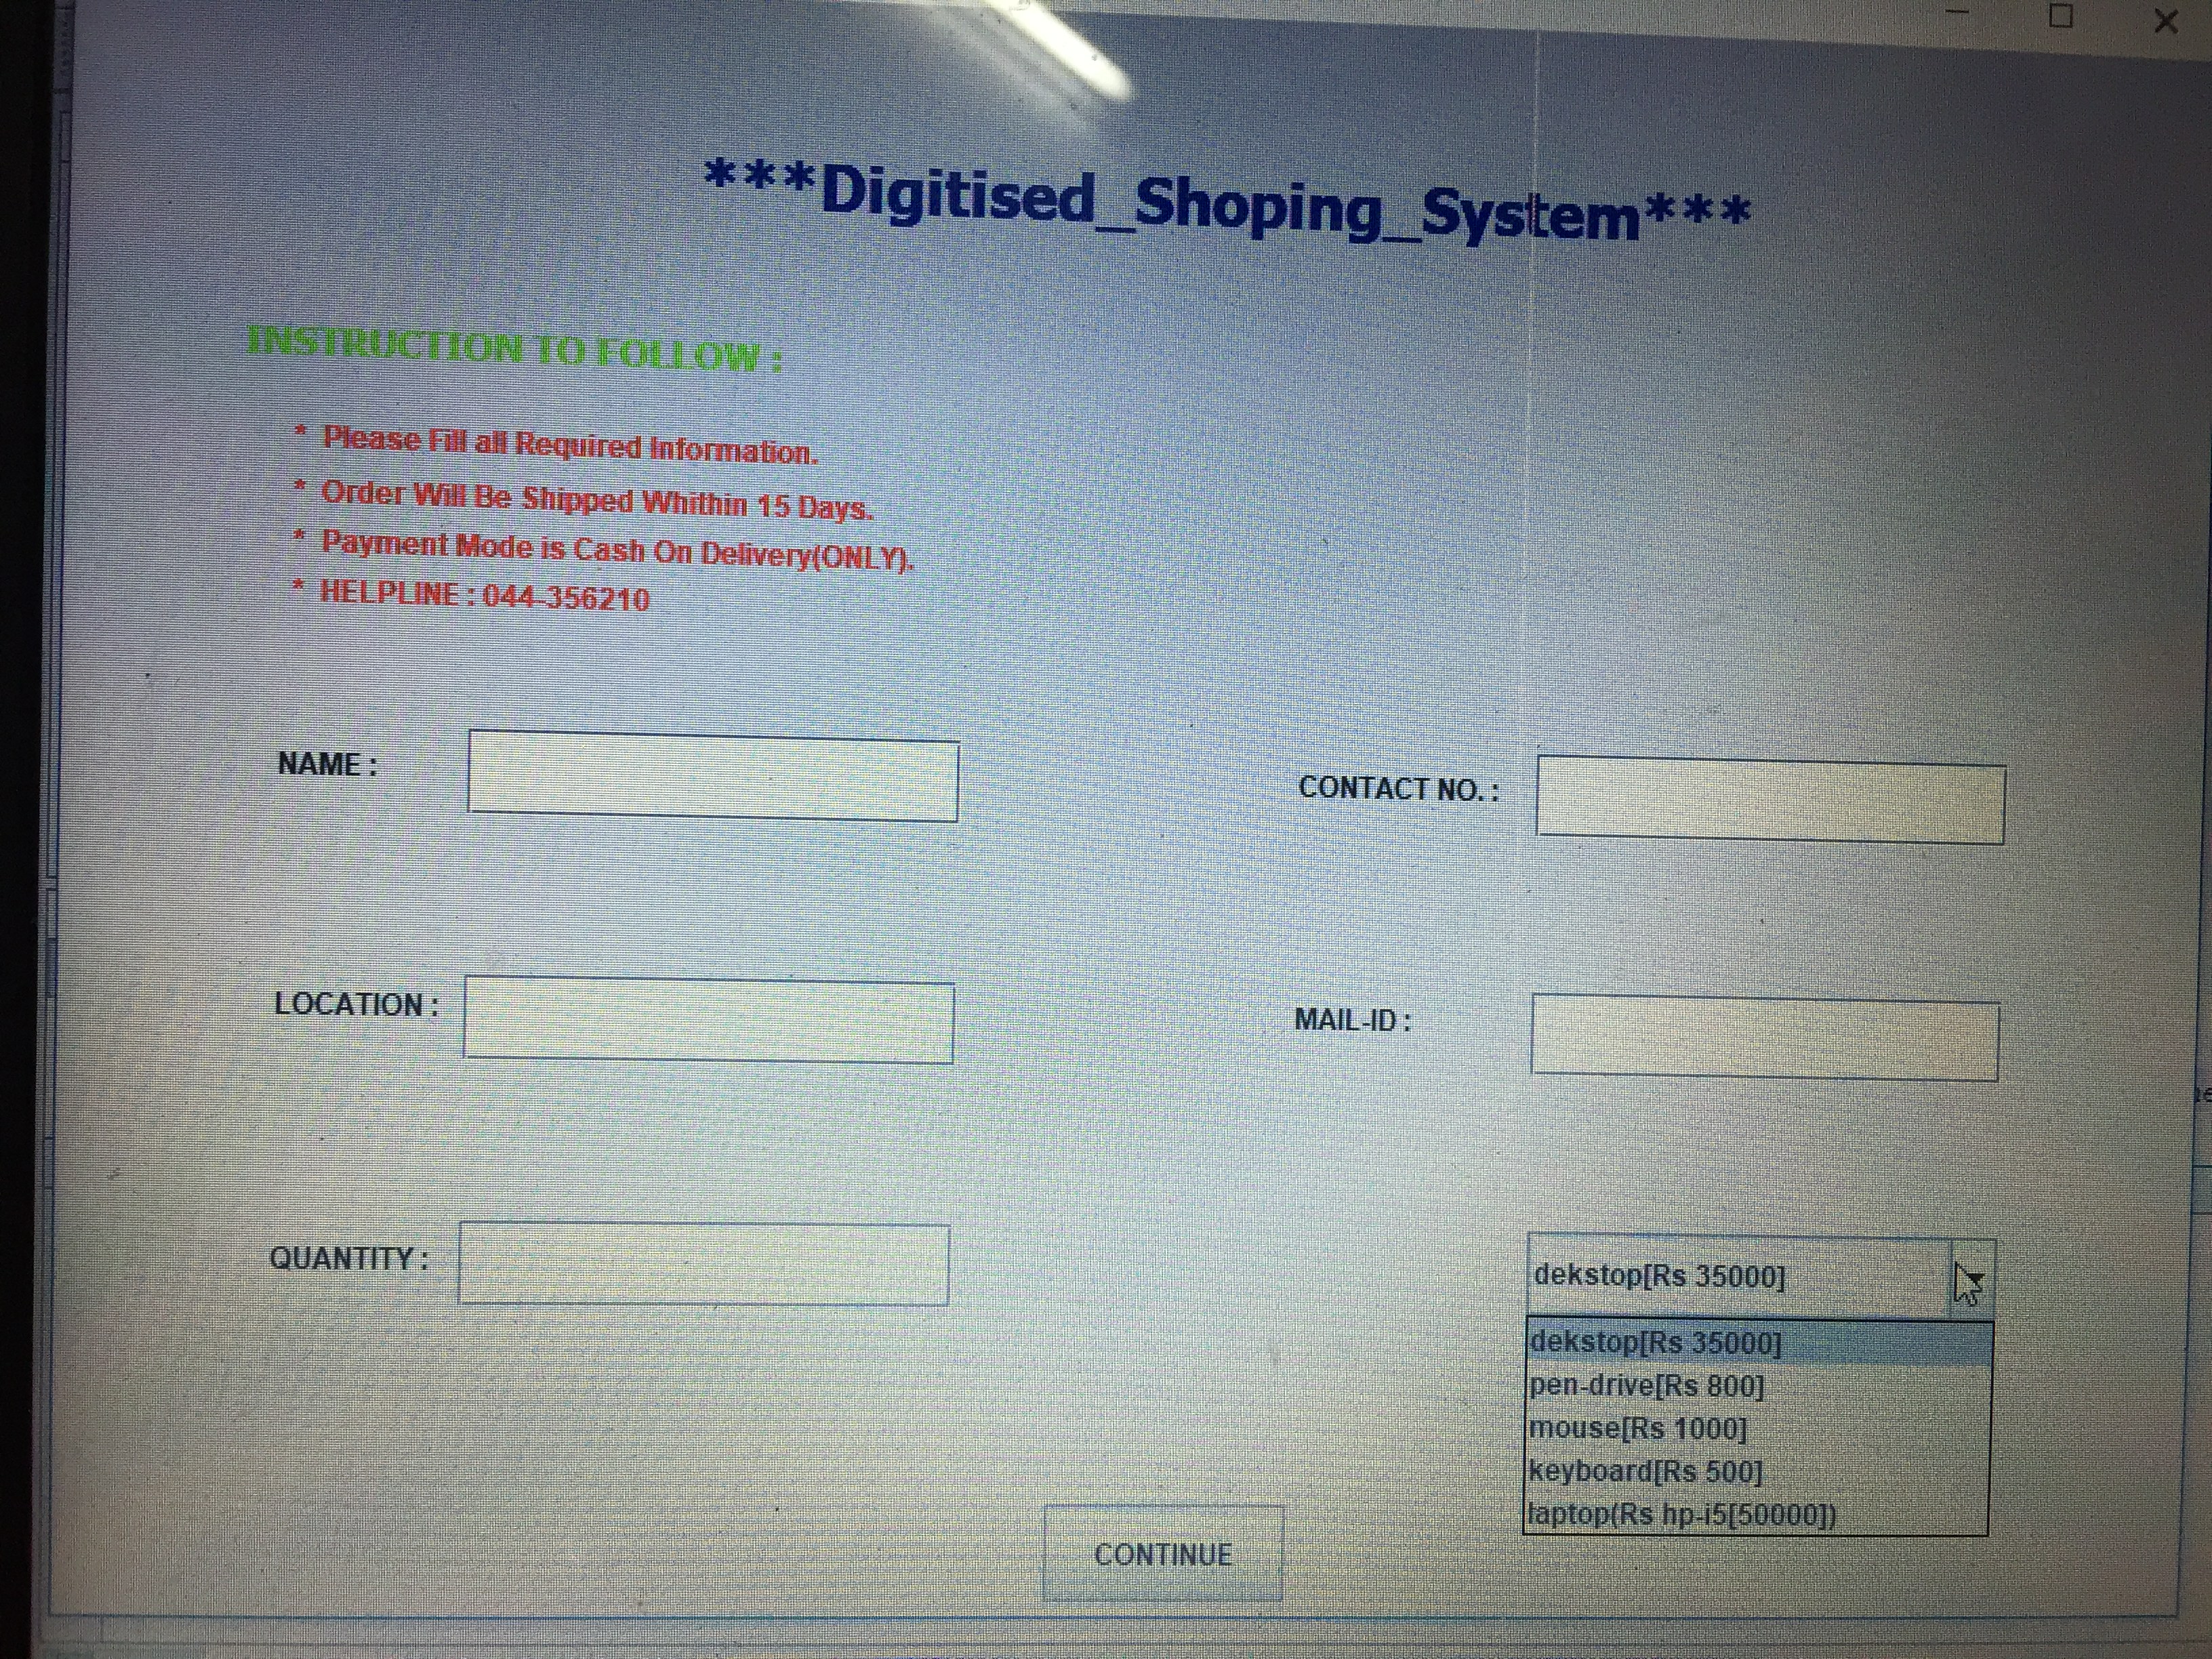 ***Digitised_Shoping_System***
INSTRUCTION TO FOLLOW :
* Please Fill all Required Information.
* Order Will Be Shipped Whithin 15 Days.
* Payment Mode is Cash On Delivery(ONLY).
* HELPLINE : 044-356210
NAME :
CONTACT NO. :
LOCATION :
MAIL-ID :
QUANTITY :
dekstop[Rs 35000]
dekstop[Rs 35000]
pen-drive[Rs 800]
mouse[Rs 1000]
keyboard[Rs 500]
laptop(Rs hp-i5[50000])
CONTINUE